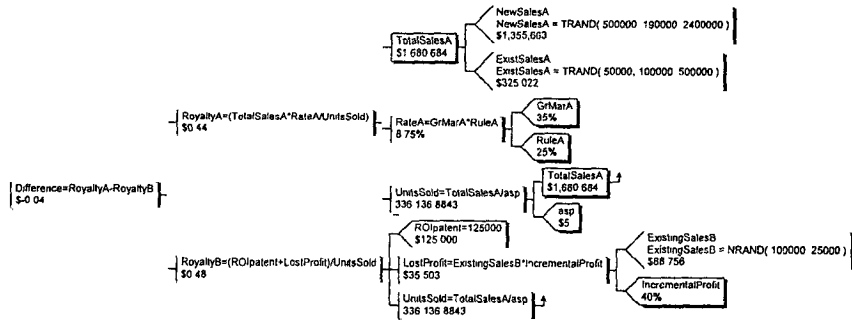 NewSalesA
NewSalesA = TRAND( 500000 190000 2400000 )
$1,355,663
TotalSalesA
$1 680 684
ExistSalesA
ExistSalesA = TRAND( 50000, 100000 500000 )
$325 022
GrMarA
35%
RoyaltyA=(TotalSalesA*RateA/UnitsSold)
$0 44
RateA=GrMarA*RuleA
8 75%
RuleA
25%
TotalSalesA
$1,680 684
Difference=RoyaltyA-RoyaltyB
$-0 04
UnitsSold=TotalSalesA/asp
336 136 8843
asp
$5
ROIpatent=125000
$125 000
ExistingSalesB
ExistingSalesB = NRAND( 100000 25000 )
$88 756
RoyaltyB=(ROIpatent+LostProfit)/UnitsSold
$0 48
LostProfit=ExistingSalesB*IncrementalProfit
$35 503
IncrementalProfit
40%
UnitsSold=TotalSalesA/asp
336 136 8843